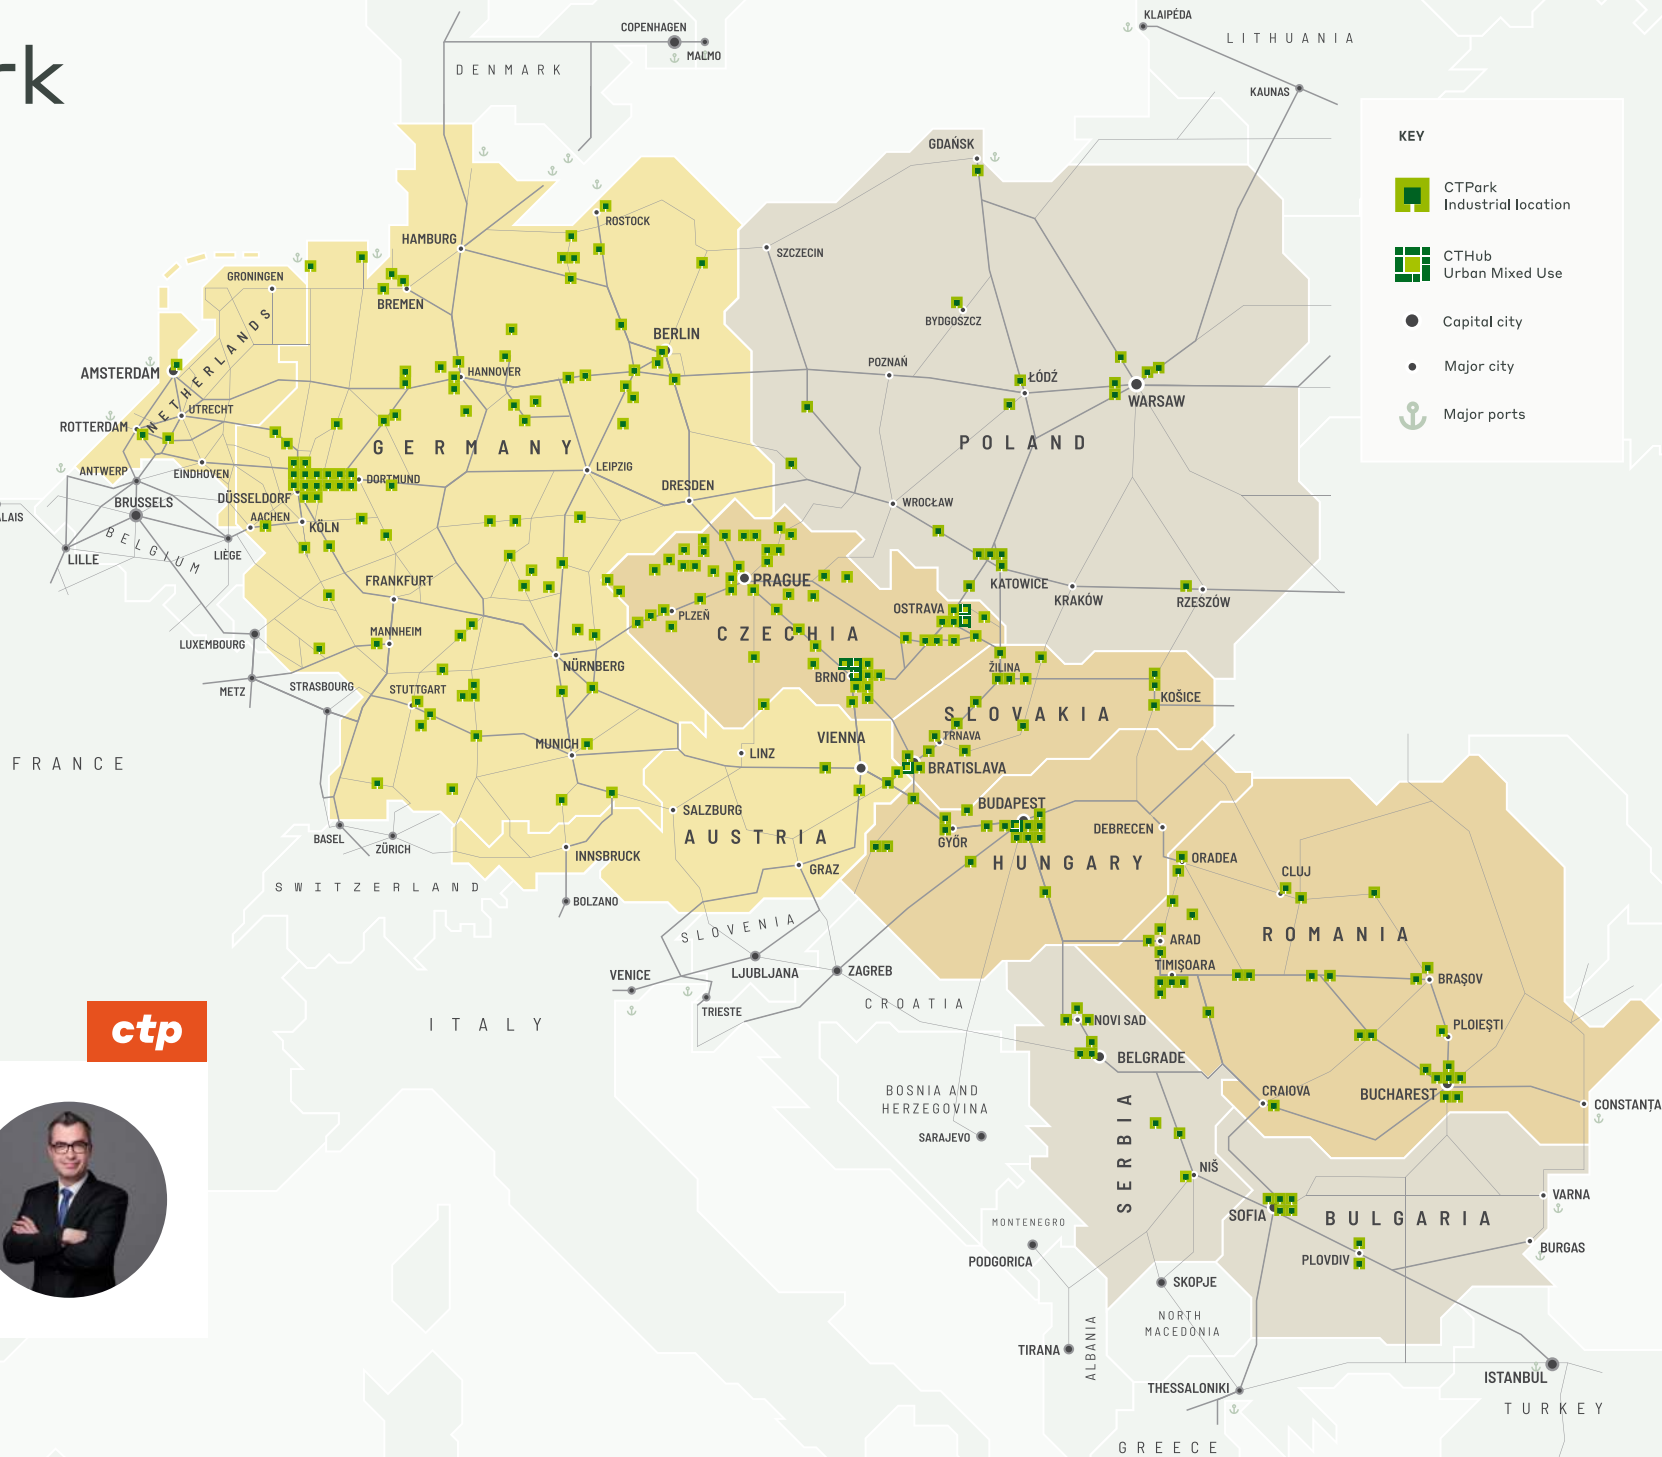 rk
COPENHAGEN
MALMO
DENMARK
KLAIPĖDA
LITHUANIA
KAUNAS
KEY
CTPark
Industrial location
CTHub
Urban Mixed Use
Capital city
Major city
Major ports
GDAŃSK
ROSTOCK
HAMBURG
SZCZECIN
GRONINGEN
BREMEN
BYDGOSZCZ
BERLIN
NETHERLANDS
AMSTERDAM
HANNOVER
POZNAŃ
ŁÓDŹ
WARSAW
UTRECHT
ROTTERDAM
GERMANY
POLAND
ANTWERP
EINDHOVEN
DORTMUND
LEIPZIG
DRESDEN
DÜSSELDORF
BRUSSELS
WROCŁAW
ALAIS
AACHEN
KÖLN
BELGIUM
LIÈGE
LILLE
FRANKFURT
PRAGUE
KATOWICE
KRAKÓW
RZESZÓW
OSTRAVA
PLZEŇ
CZECHIA
MANNHEIM
LUXEMBOURG
NÜRNBERG
ŽILINA
BRNO
METZ
STRASBOURG
STUTTGART
KOŠICE
SLOVAKIA
TRNAVA
VIENNA
MUNICH
LINZ
FRANCE
BRATISLAVA
SALZBURG
BUDAPEST
DEBRECEN
BASEL
ZÜRICH
AUSTRIA
GYŐR
INNSBRUCK
HUNGARY
ORADEA
GRAZ
CLUJ
SWITZERLAND
BOLZANO
SLOVENIA
ARAD
ROMANIA
TIMIŞOARA
VENICE
LJUBLJANA
ZAGREB
BRAŞOV
TRIESTE
CROATIA
ITALY
NOVI SAD
PLOIEŞTI
ctp
BELGRADE
BOSNIA AND
HERZEGOVINA
CRAIOVA
BUCHAREST
CONSTANŢA
SARAJEVO
SERBIA
NIŠ
VARNA
MONTENEGRO
SOFIA
BULGARIA
PODGORICA
PLOVDIV
BURGAS
SKOPJE
NORTH
MACEDONIA
TIRANA
ALBANIA
ISTANBUL
THESSALONIKI
TURKEY
GREECE